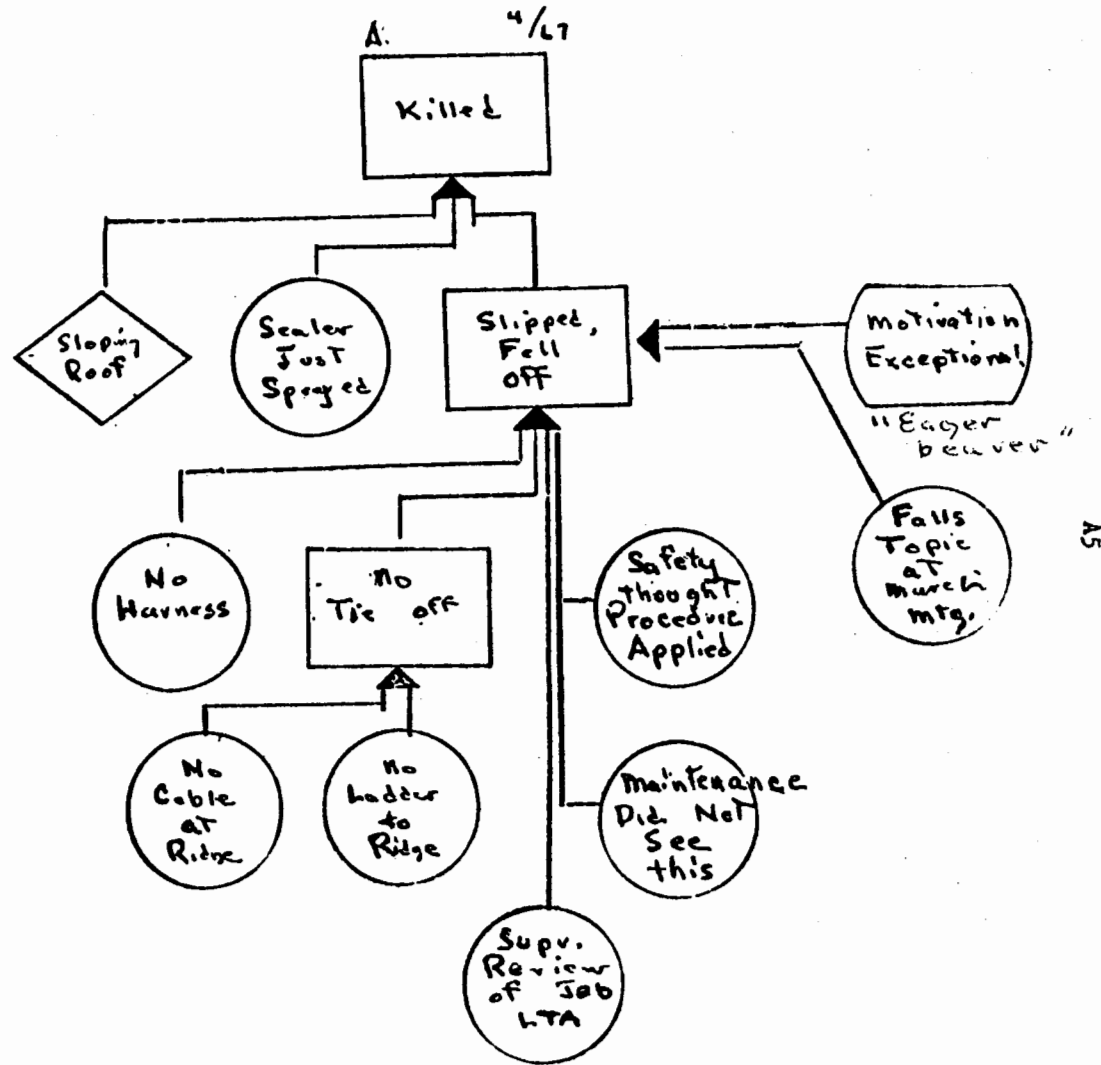 A. 4/67
Killed
Sloping
Roof
Sealer
Just
Sprayed
Slipped,
Fell
off
Motivation
Exceptional
"Eager
beaver"
Falls
Topic
at
March
mtg.
No
Harness
no
Tie off
Safety
thought
Procedure
Applied
No
Cable
at
Ridge
no
Ladder
to
Ridge
Maintenance
Did Not
See
this
Supv.
Review
of Job
LTA
A5